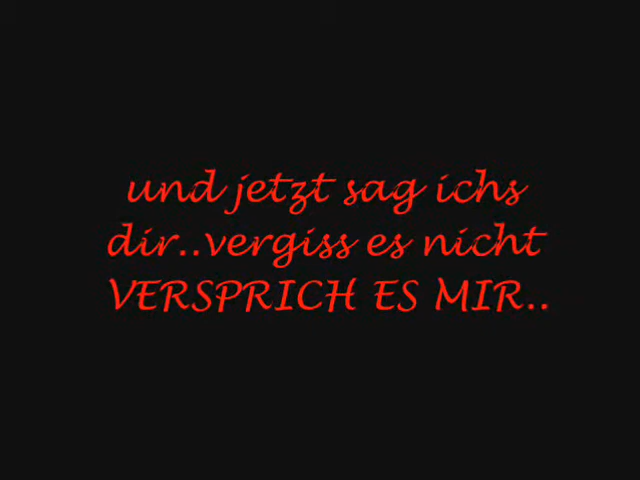 und jetzt sag ichs
dir..vergiss es nicht
VERSPRICH ES MIR..